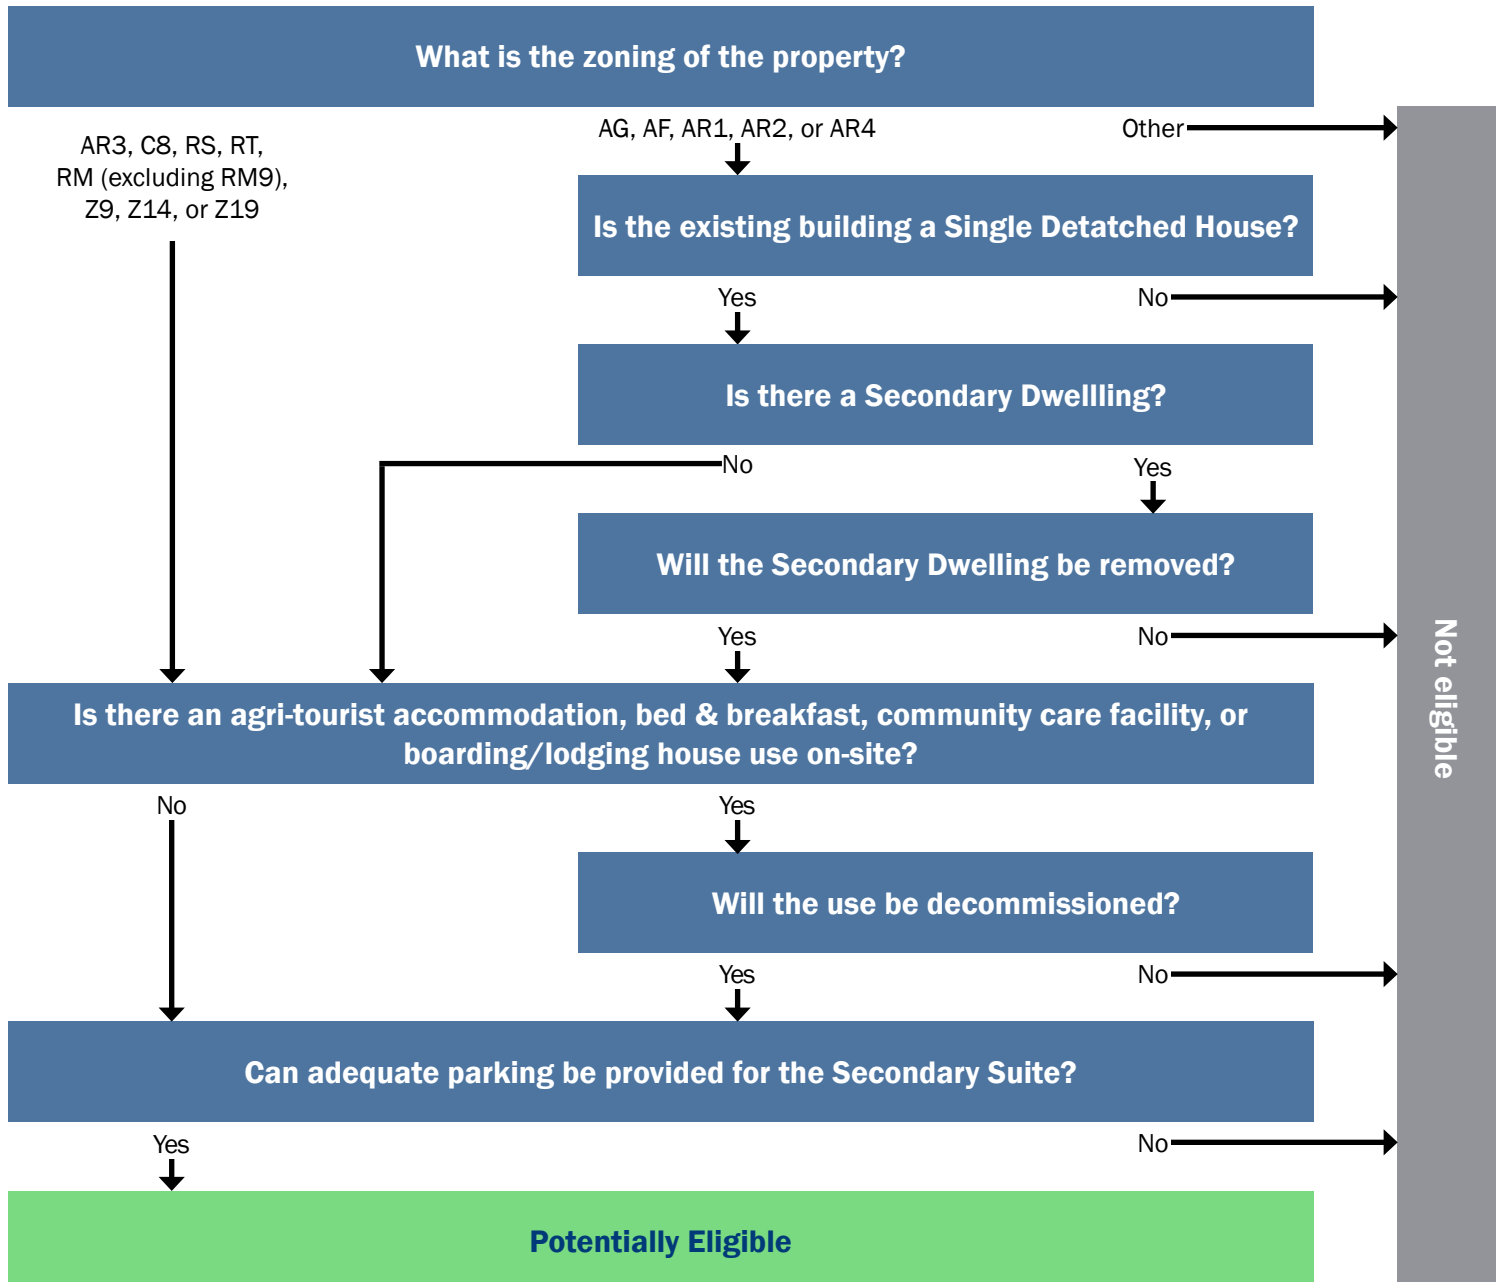 What is the zoning of the property?
AR3, C8, RS, RT,
RM (excluding RM9),
Z9, Z14, or Z19
AG, AF, AR1, AR2, or AR4
Other
Is the existing building a Single Detatched House?
Yes
No
Is there a Secondary Dwellling?
No
Yes
Will the Secondary Dwelling be removed?
Yes
No
Is there an agri-tourist accommodation, bed & breakfast, community care facility, or
boarding/lodging house use on-site?
No
Yes
Will the use be decommissioned?
Yes
No
Can adequate parking be provided for the Secondary Suite?
Yes
No
Potentially Eligible
Not eligible